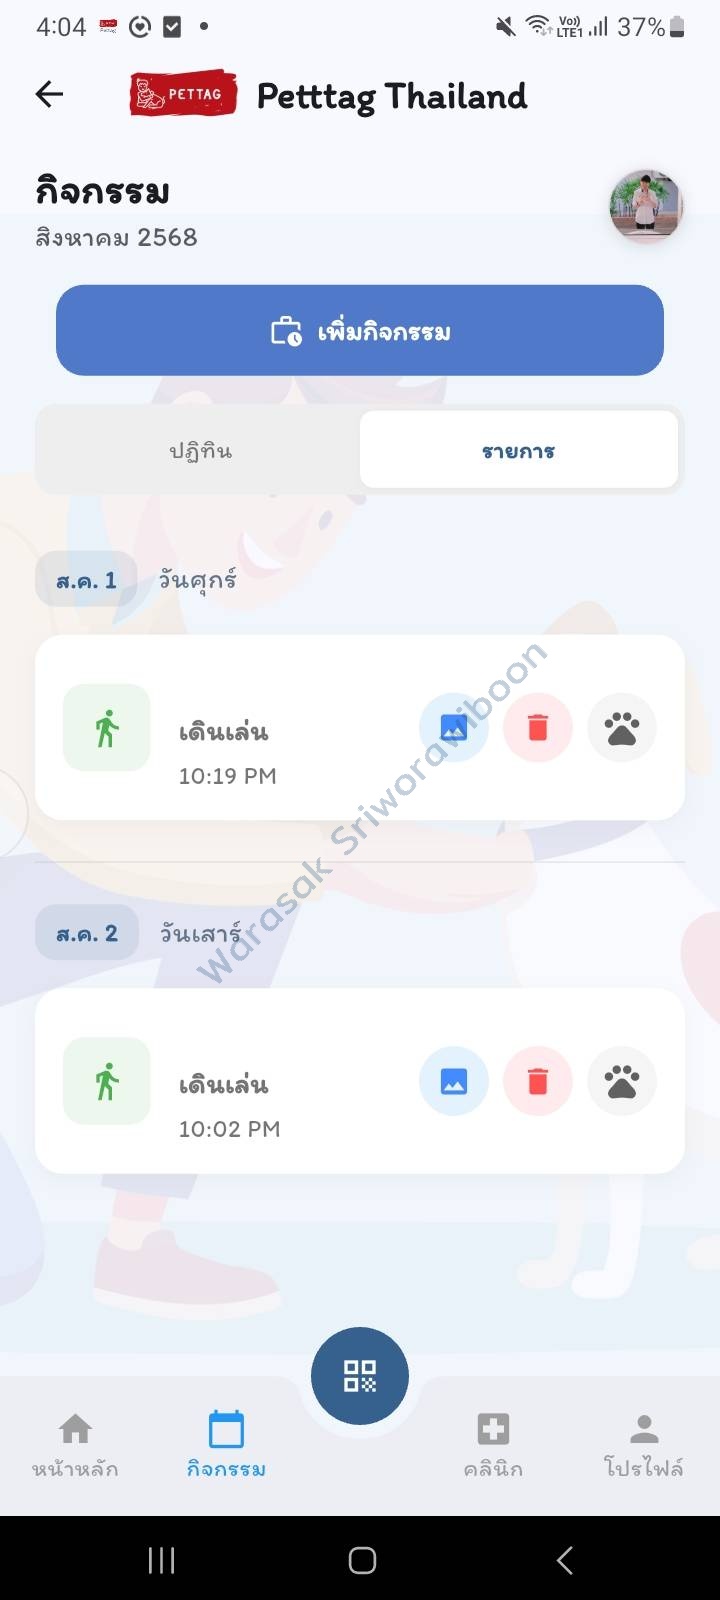 4:04
Vo)) LTE1 37%
PETTAG
Petttag Thailand
กิจกรรม
สิงหาคม 2568
เพิ่มกิจกรรม
ปฏิทิน
รายการ
ส.ค. 1 วันศุกร์
เดินเล่น
10:19 PM
Warasak Sriworawiboon
ส.ค. 2 วันเสาร์
เดินเล่น
10:02 PM
หน้าหลัก
กิจกรรม
คลินิก
โปรไฟล์